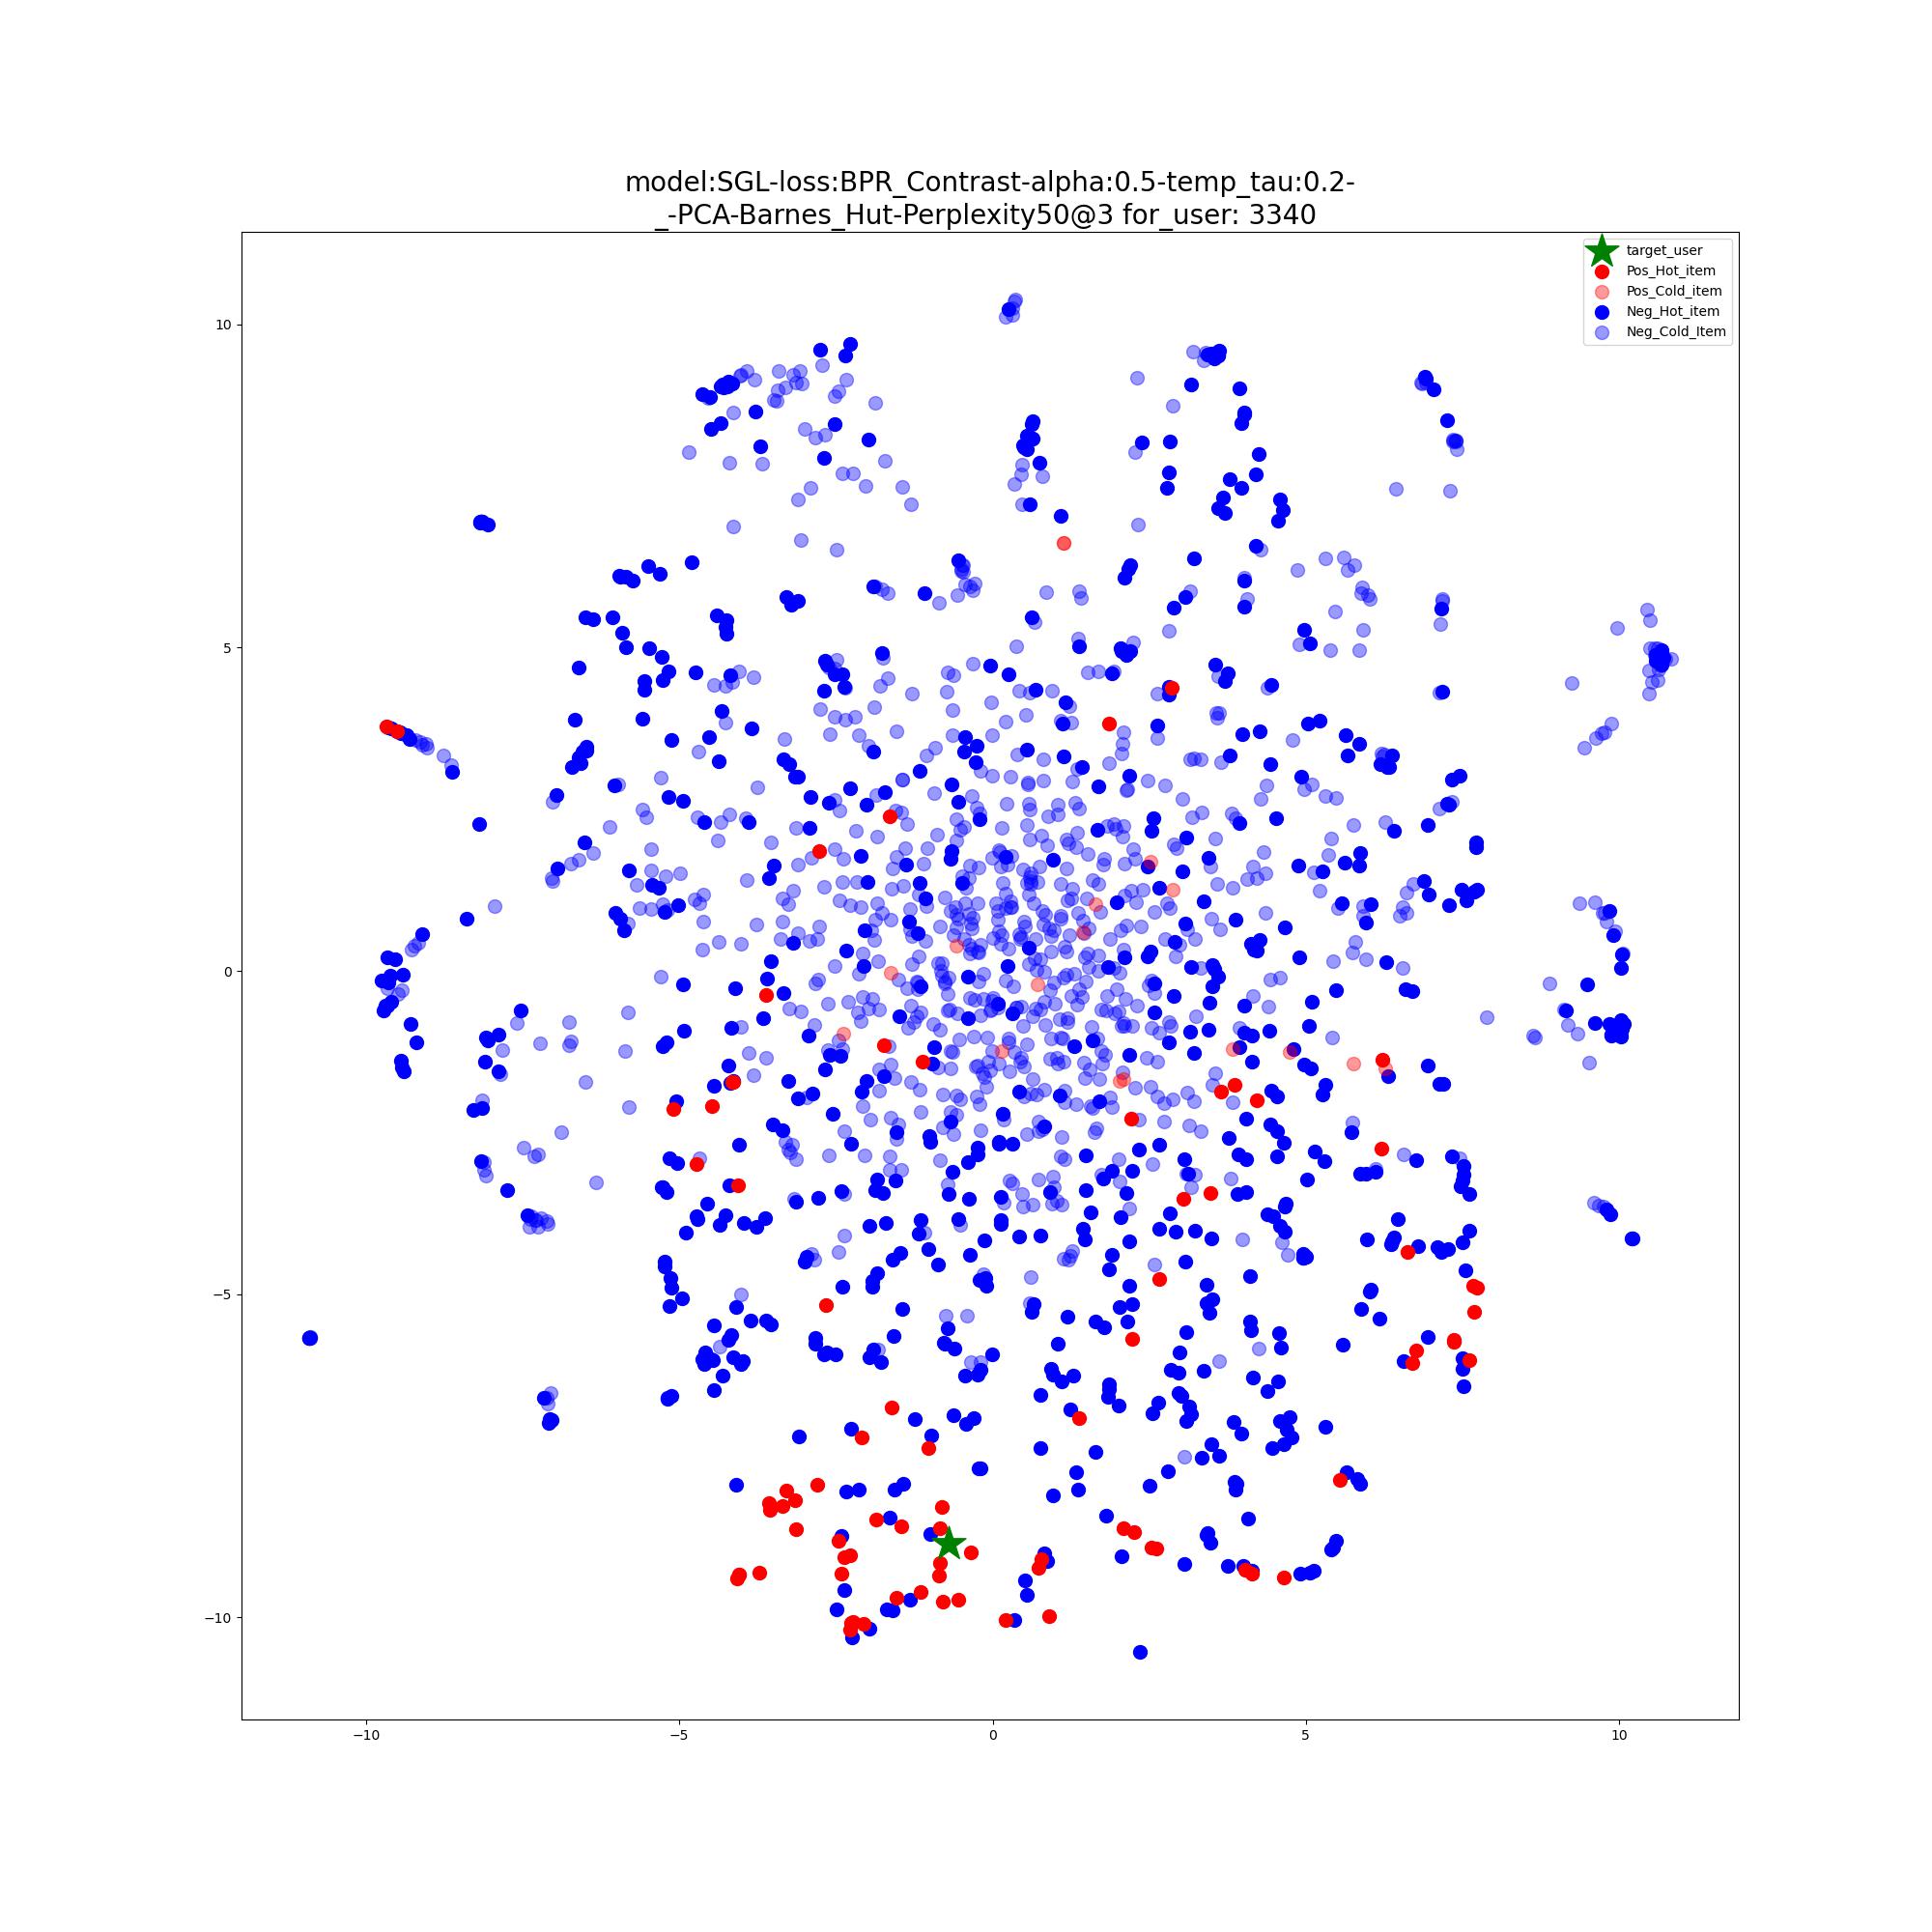 model:SGL-loss:BPR_Contrast-alpha:0.5-temp_tau:0.2-
_-PCA-Barnes_Hut-Perplexity50@3 for_user: 3340
target_user
Pos_Hot_item
Pos_Cold_item
Neg_Hot_item
Neg_Cold_Item
10
5
0
−5
−10
−10
−5
0
5
10